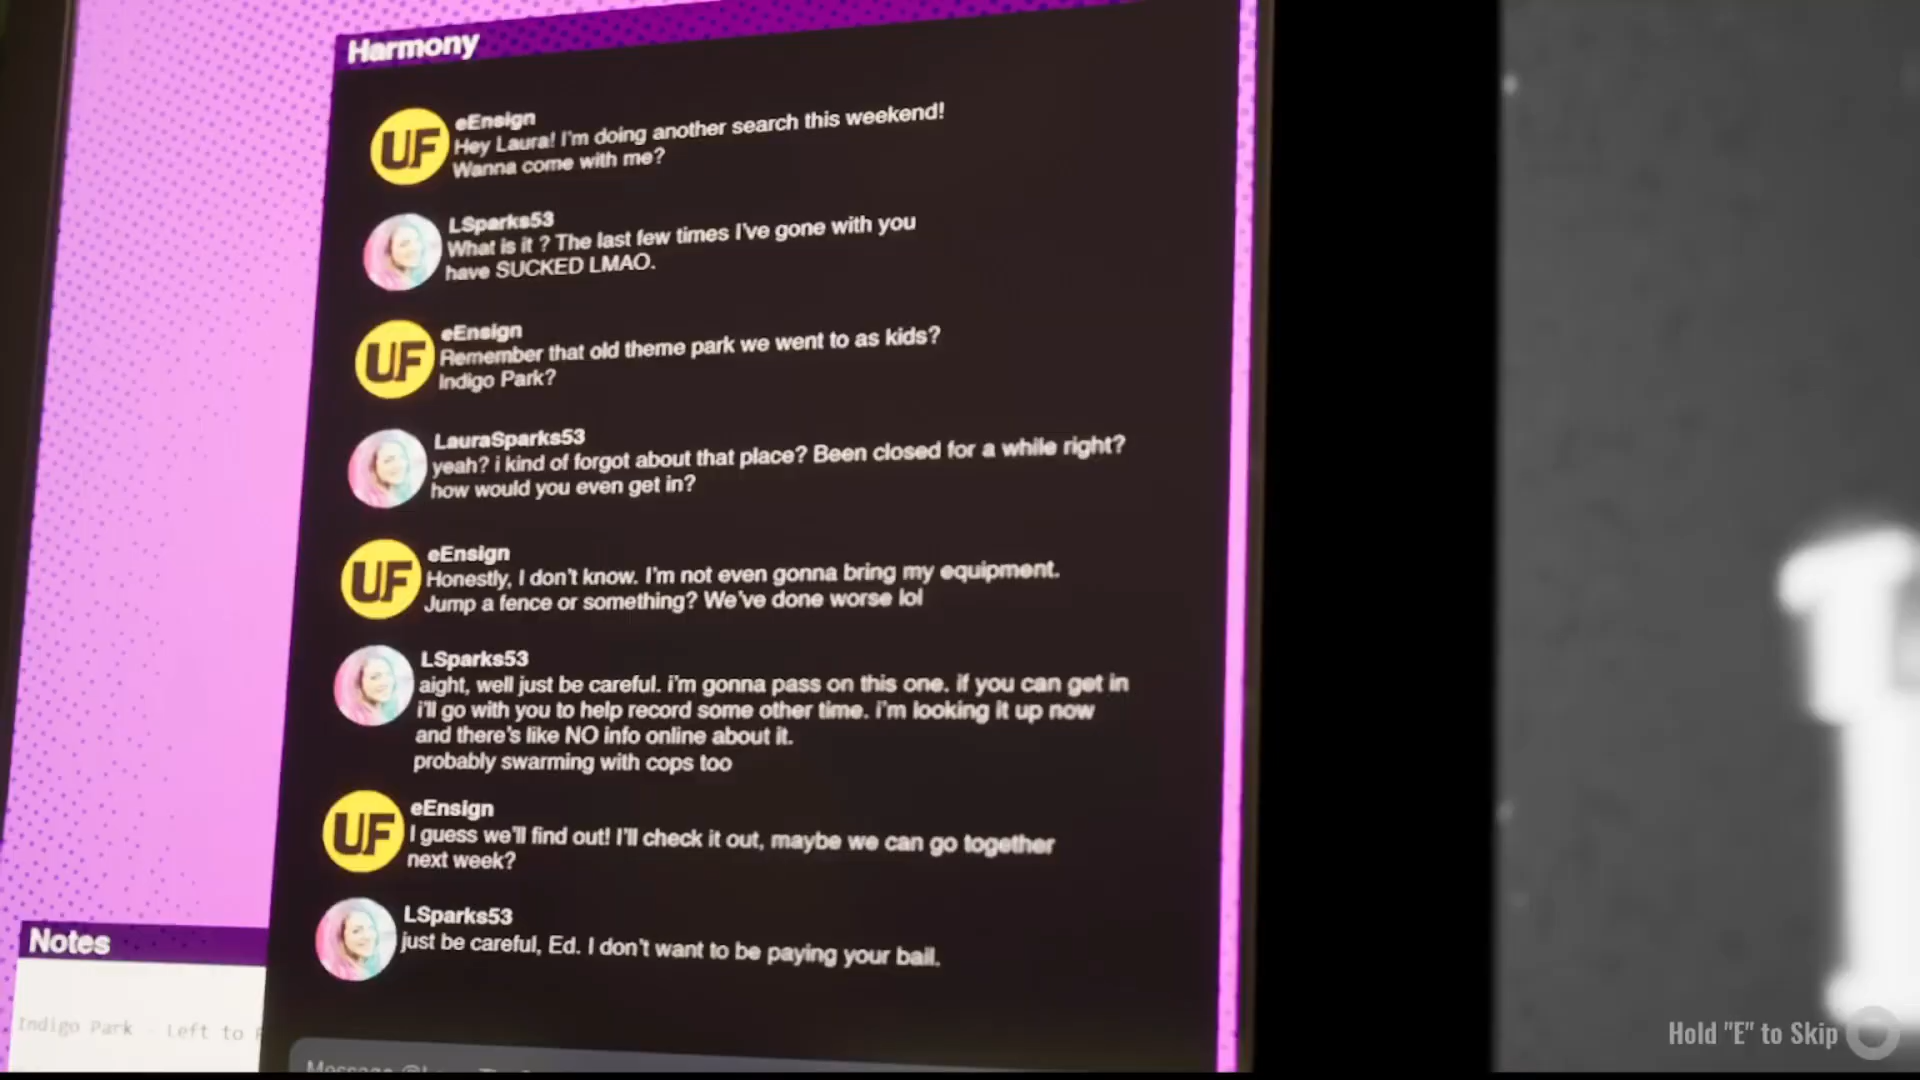 Harmony
UF
eEnsign
Hey Laura! I'm doing another search this weekend!
Wanna come with me?
LSparks53
What is it ? The last few times I've gone with you
have SUCKED LMAO.
UF
eEnsign
Remember that old theme park we went to as kids?
Indigo Park?
LauraSparks53
yeah? i kind of forgot about that place? Been closed for a while right?
how would you even get in?
UF
eEnsign
Honestly, I don't know. I'm not even gonna bring my equipment.
Jump a fence or something? We've done worse lol
LSparks53
aight, well just be careful. i'm gonna pass on this one. if you can get in
i'll go with you to help record some other time. i'm looking it up now
and there's like NO info online about it.
probably swarming with cops too
UF
eEnsign
I guess we'll find out! I'll check it out, maybe we can go together
next week?
LSparks53
just be careful, Ed. I don't want to be paying your bail.
Notes
Indigo Park - Left to
Message
Hold "E" to Skip